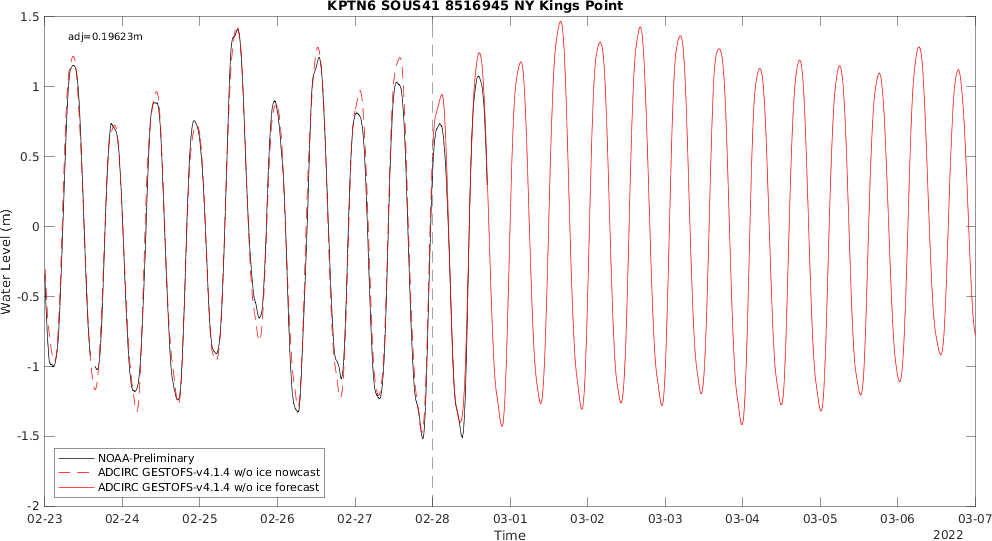 KPTN6 SOUS41 8516945 NY Kings Point
adj=0.19623m
1.5
1
0.5
0
-0.5
-1
-1.5
-2
Water Level (m)
NOAA-Preliminary
ADCIRC GESTOFS-v4.1.4 w/o ice nowcast
ADCIRC GESTOFS-v4.1.4 w/o ice forecast
02-23 02-24 02-25 02-26 02-27 02-28 03-01 03-02 03-03 03-04 03-05 03-06 03-07
Time
2022